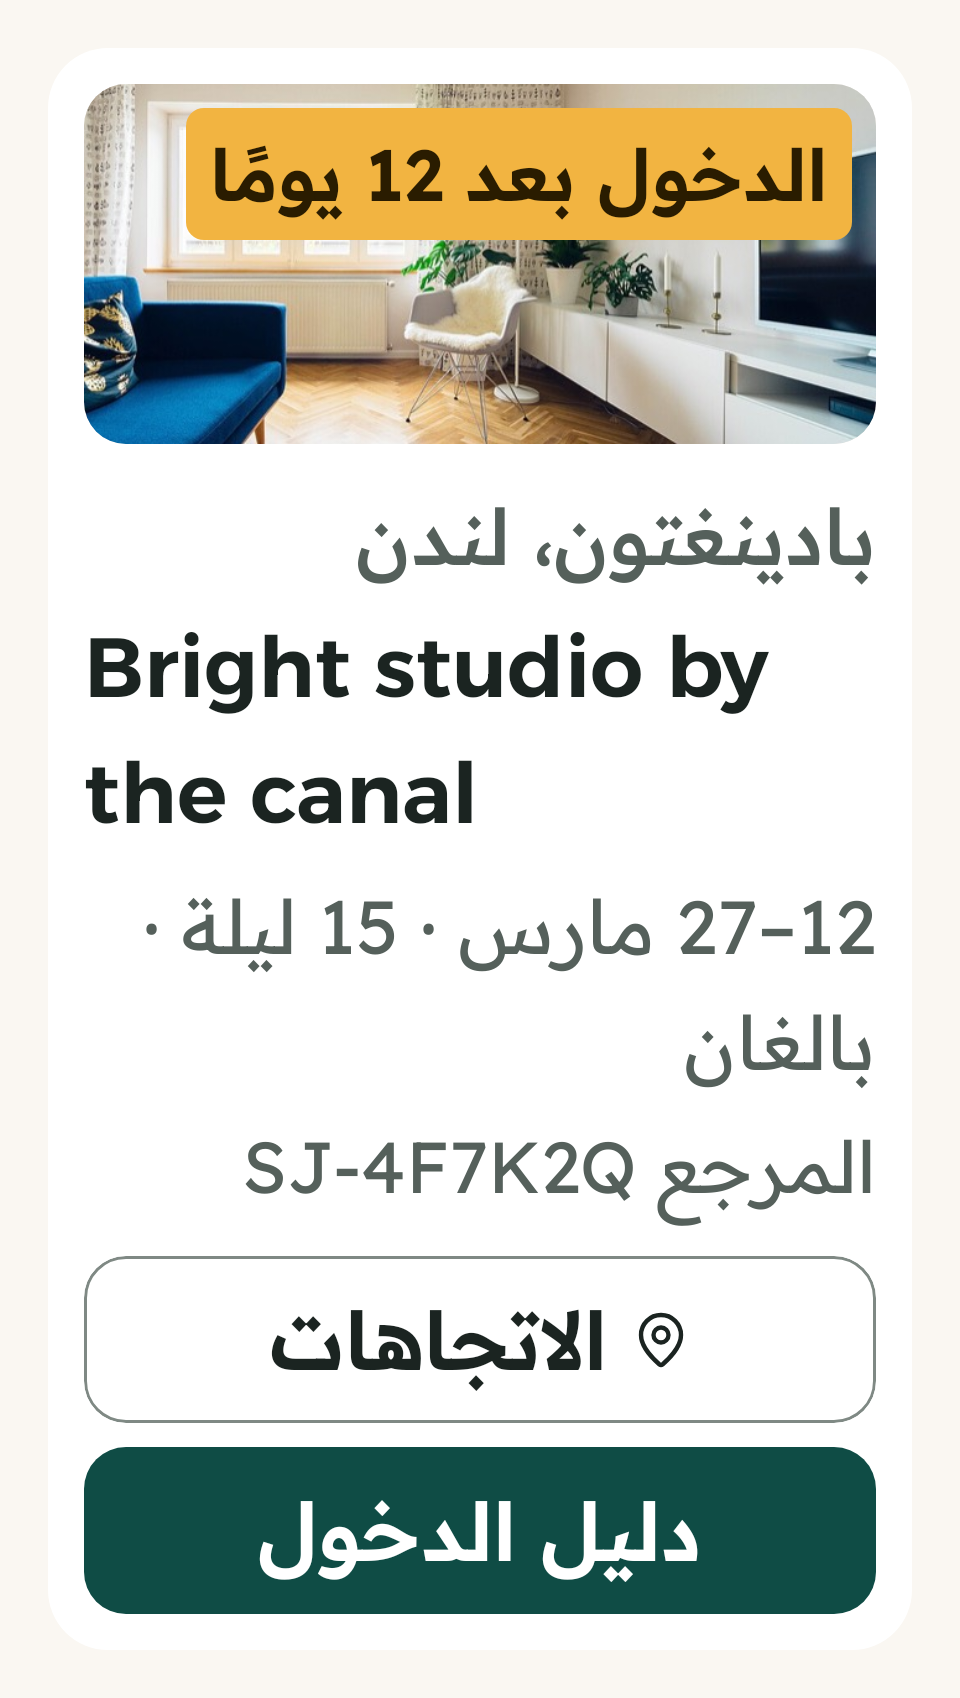 الدخول بعد 12 يومًا
بادينغتون، لندن
Bright studio by
the canal
12–27 مارس · 15 ليلة ·
بالغان
المرجع SJ-4F7K2Q
الاتجاهات
دليل الدخول